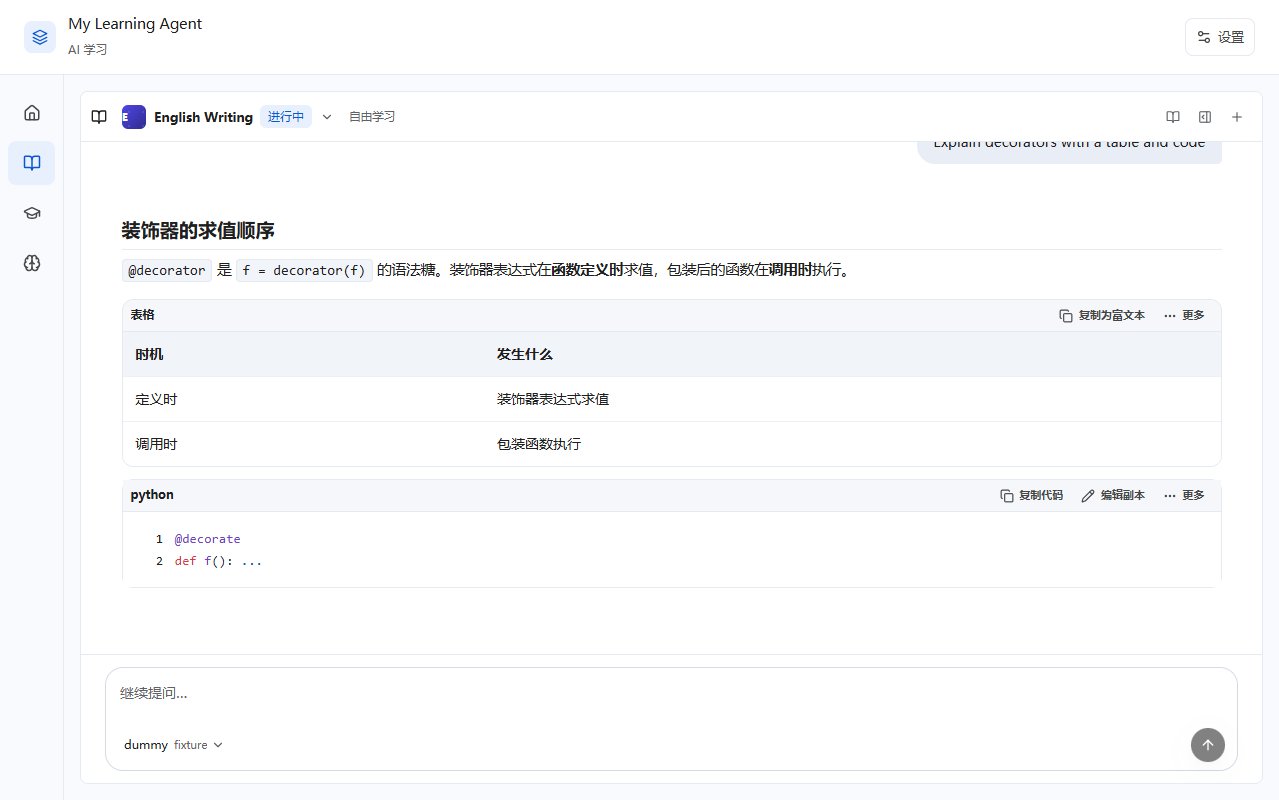 My Learning Agent
AI 学习
设置
E
English Writing
进行中
自由学习
Explain decorators with a table and code
装饰器的求值顺序
@decorator 是 f = decorator(f) 的语法糖。装饰器表达式在函数定义时求值，包装后的函数在调用时执行。
表格
复制为富文本
更多
时机 发生什么
定义时 装饰器表达式求值
调用时 包装函数执行
python
复制代码
编辑副本
更多
1 @decorate
2 def f(): ...
继续提问...
dummy fixture